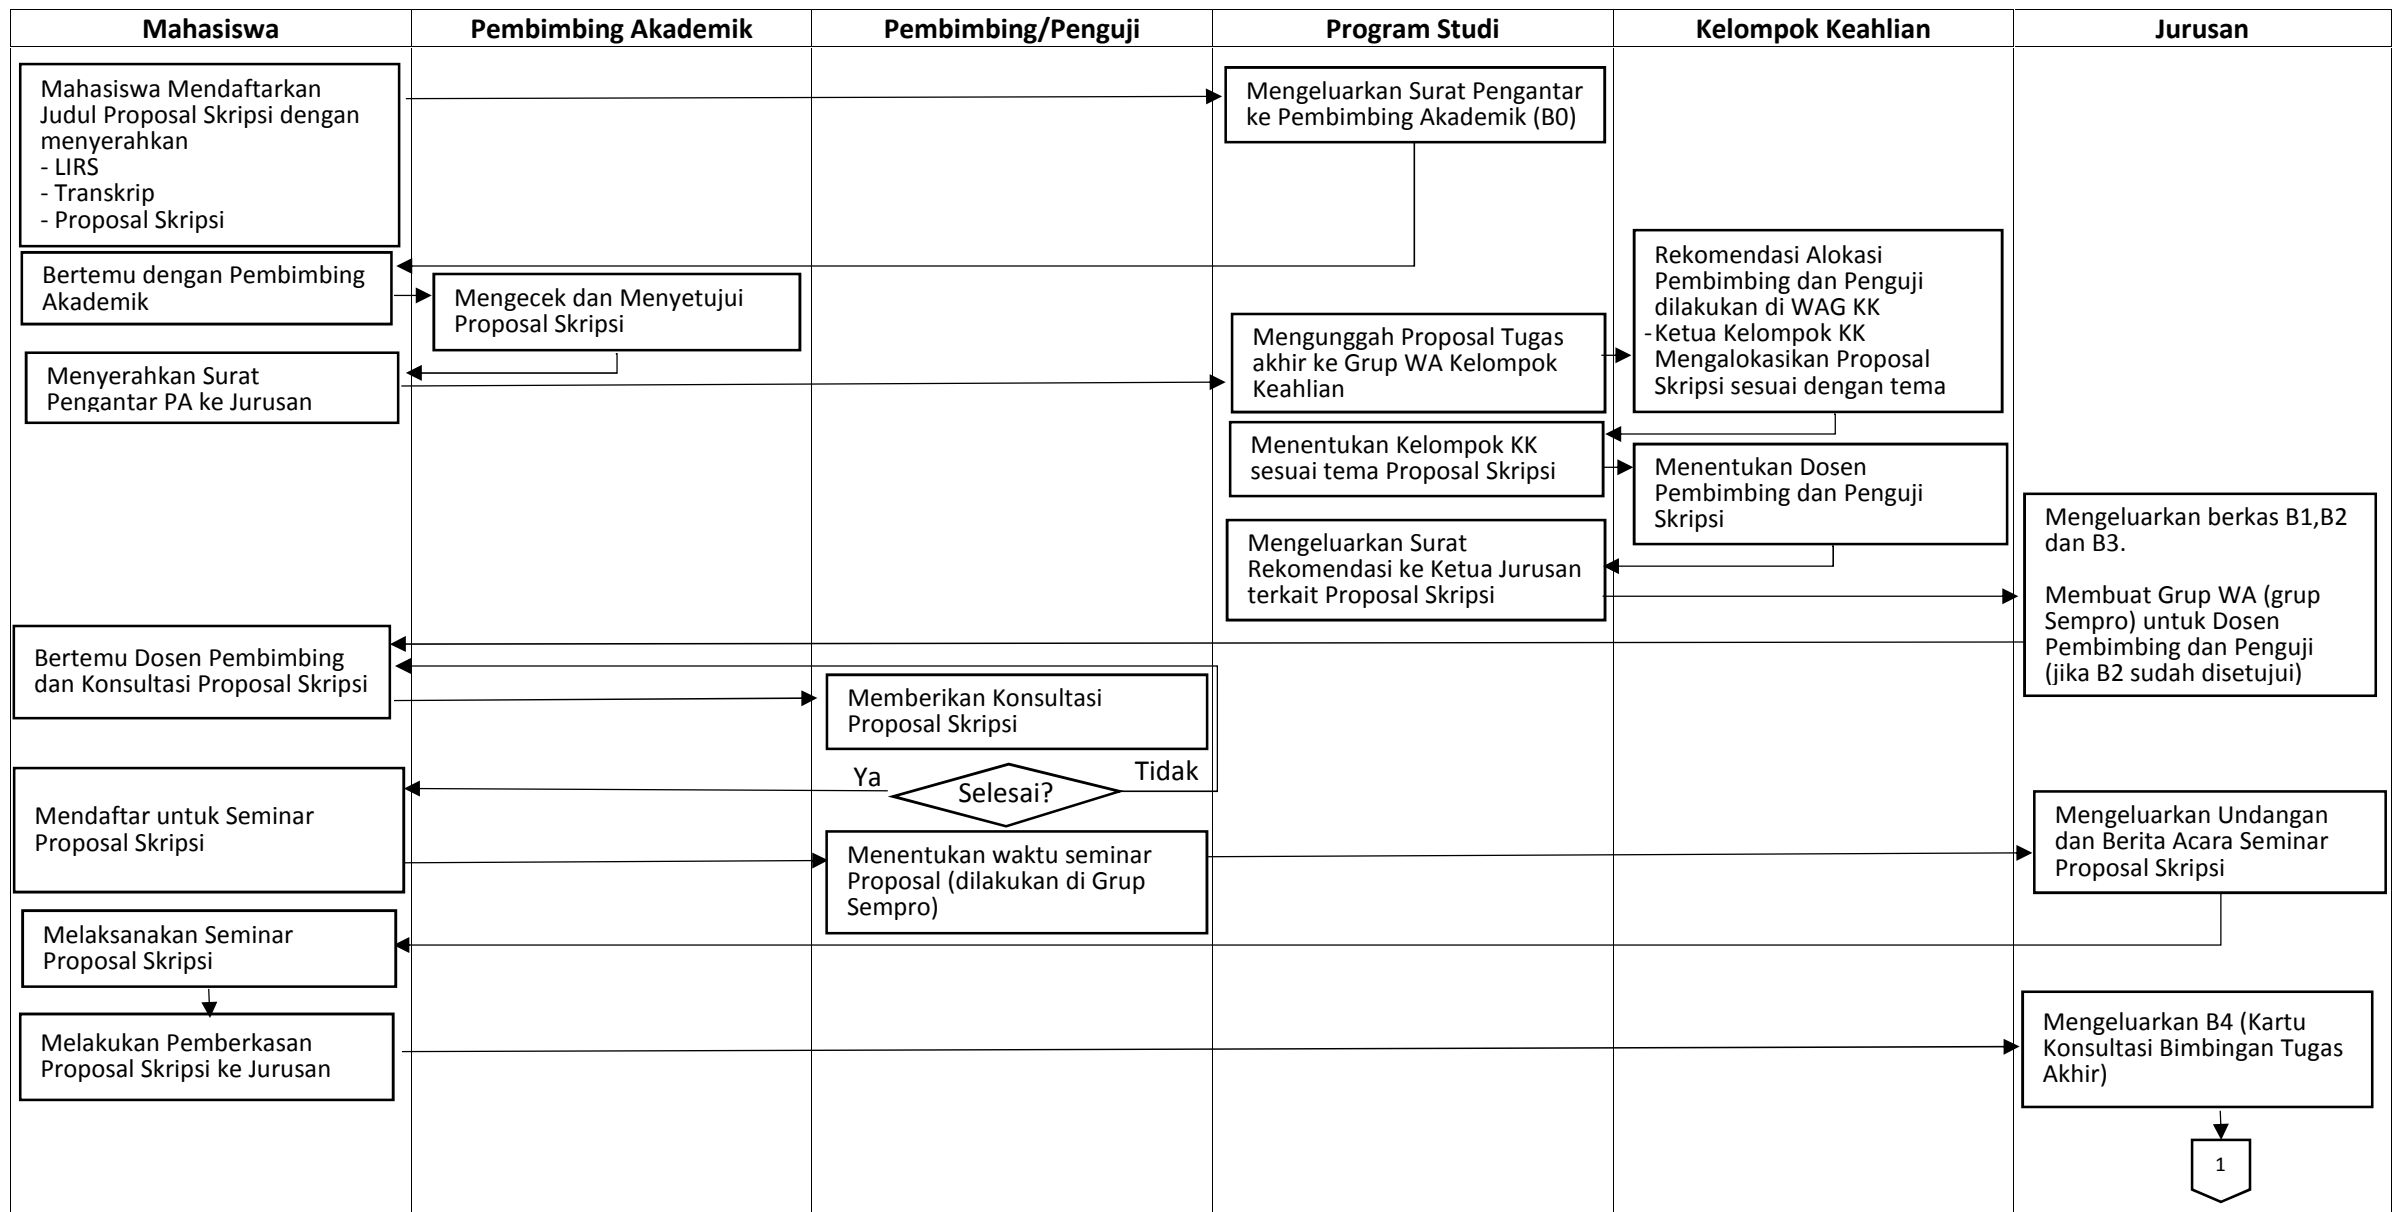 Mahasiswa
Pembimbing Akademik
Pembimbing/Penguji
Program Studi
Kelompok Keahlian
Jurusan
Mahasiswa Mendaftarkan
Judul Proposal Skripsi dengan
menyerahkan
- LIRS
- Transkrip
- Proposal Skripsi
Mengeluarkan Surat Pengantar
ke Pembimbing Akademik (B0)
Bertemu dengan Pembimbing
Akademik
Mengecek dan Menyetujui
Proposal Skripsi
Menyerahkan Surat
Pengantar PA ke Jurusan
Mengunggah Proposal Tugas
akhir ke Grup WA Kelompok
Keahlian
Rekomendasi Alokasi
Pembimbing dan Penguji
dilakukan di WAG KK
-Ketua Kelompok KK
Mengalokasikan Proposal
Skripsi sesuai dengan tema
Menentukan Kelompok KK
sesuai tema Proposal Skripsi
Menentukan Dosen
Pembimbing dan Penguji
Skripsi
Mengeluarkan Surat
Rekomendasi ke Ketua Jurusan
terkait Proposal Skripsi
Mengeluarkan berkas B1,B2
dan B3.
Membuat Grup WA (grup
Sempro) untuk Dosen
Pembimbing dan Penguji
(jika B2 sudah disetujui)
Bertemu Dosen Pembimbing
dan Konsultasi Proposal Skripsi
Memberikan Konsultasi
Proposal Skripsi
Ya
Selesai?
Tidak
Mendaftar untuk Seminar
Proposal Skripsi
Menentukan waktu seminar
Proposal (dilakukan di Grup
Sempro)
Mengeluarkan Undangan
dan Berita Acara Seminar
Proposal Skripsi
Melaksanakan Seminar
Proposal Skripsi
Melakukan Pemberkasan
Proposal Skripsi ke Jurusan
Mengeluarkan B4 (Kartu
Konsultasi Bimbingan Tugas
Akhir)
1